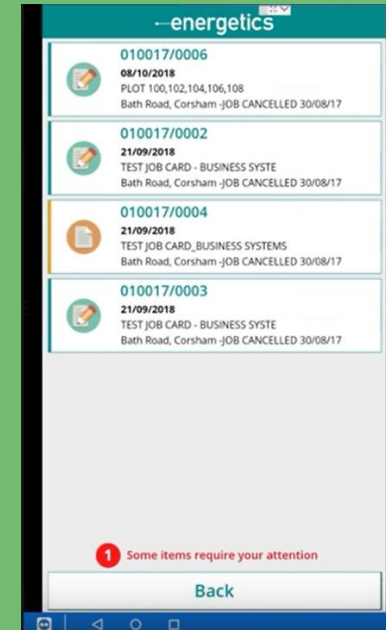 energetics
010017/0006
08/10/2018
PLOT 100,102,104,106,108
Bath Road, Corsham -JOB CANCELLED 30/08/17
010017/0002
21/09/2018
TEST JOB CARD - BUSINESS SYSTE
Bath Road, Corsham -JOB CANCELLED 30/08/17
010017/0004
21/09/2018
TEST JOB CARD_BUSINESS SYSTEMS
Bath Road, Corsham -JOB CANCELLED 30/08/17
010017/0003
21/09/2018
TEST JOB CARD - BUSINESS SYSTE
Bath Road, Corsham -JOB CANCELLED 30/08/17
1 Some items require your attention
Back